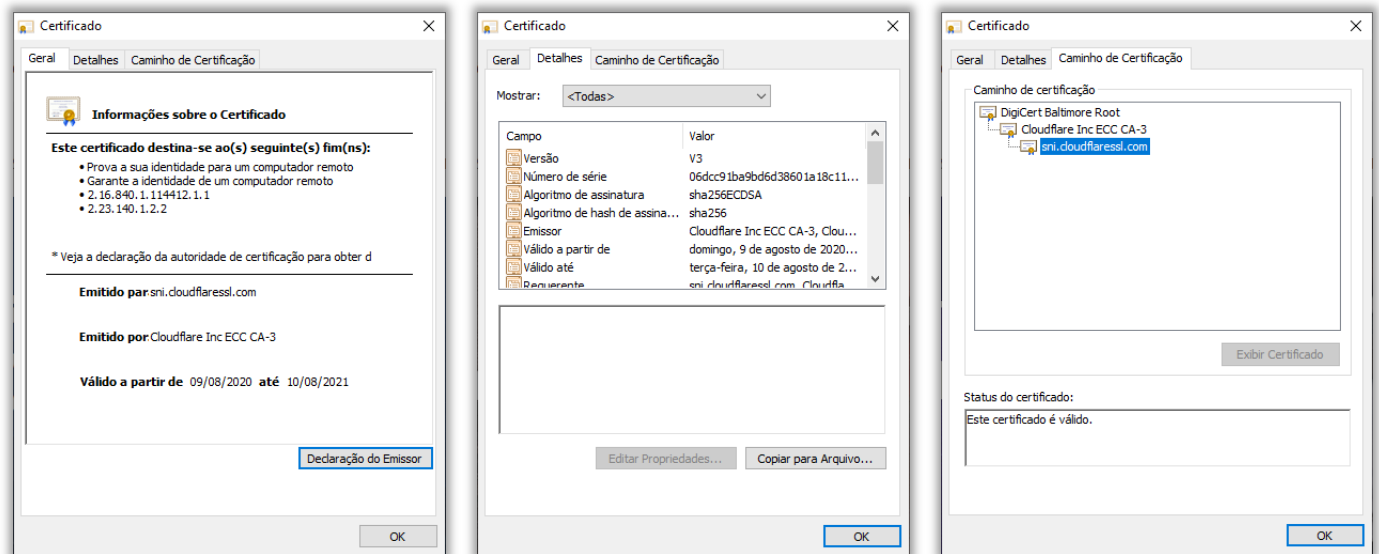 Certificado
Geral Detalhes Caminho de Certificação
Informações sobre o Certificado
Este certificado destina-se ao(s) seguinte(s) fim(ns):
• Prova a sua identidade para um computador remoto
• Garante a identidade de um computador remoto
• 2.16.840.1.114412.1.1
• 2.23.140.1.2.2
* Veja a declaração da autoridade de certificação para obter d
Emitido par sni.cloudflaressl.com
Emitido por Cloudflare Inc ECC CA-3
Válido a partir de 09/08/2020 até 10/08/2021
Declaração do Emissor
OK
Certificado
Geral Detalhes Caminho de Certificação
Mostrar: <Todas>
Campo Valor
Versão V3
Número de série 06dcc91ba9bd6d38601a18c11...
Algoritmo de assinatura sha256ECDSA
Algoritmo de hash de assina... sha256
Emissor Cloudflare Inc ECC CA-3, Clou...
Válido a partir de domingo, 9 de agosto de 2020...
Válido até terça-feira, 10 de agosto de 2...
Requerente sni.cloudflaressl.com, Cloudfla...
Editar Propriedades... Copiar para Arquivo...
OK
Certificado
Geral Detalhes Caminho de Certificação
Caminho de certificação
DigiCert Baltimore Root
Cloudflare Inc ECC CA-3
sni.cloudflaressl.com
Exibir Certificado
Status do certificado:
Este certificado é válido.
OK